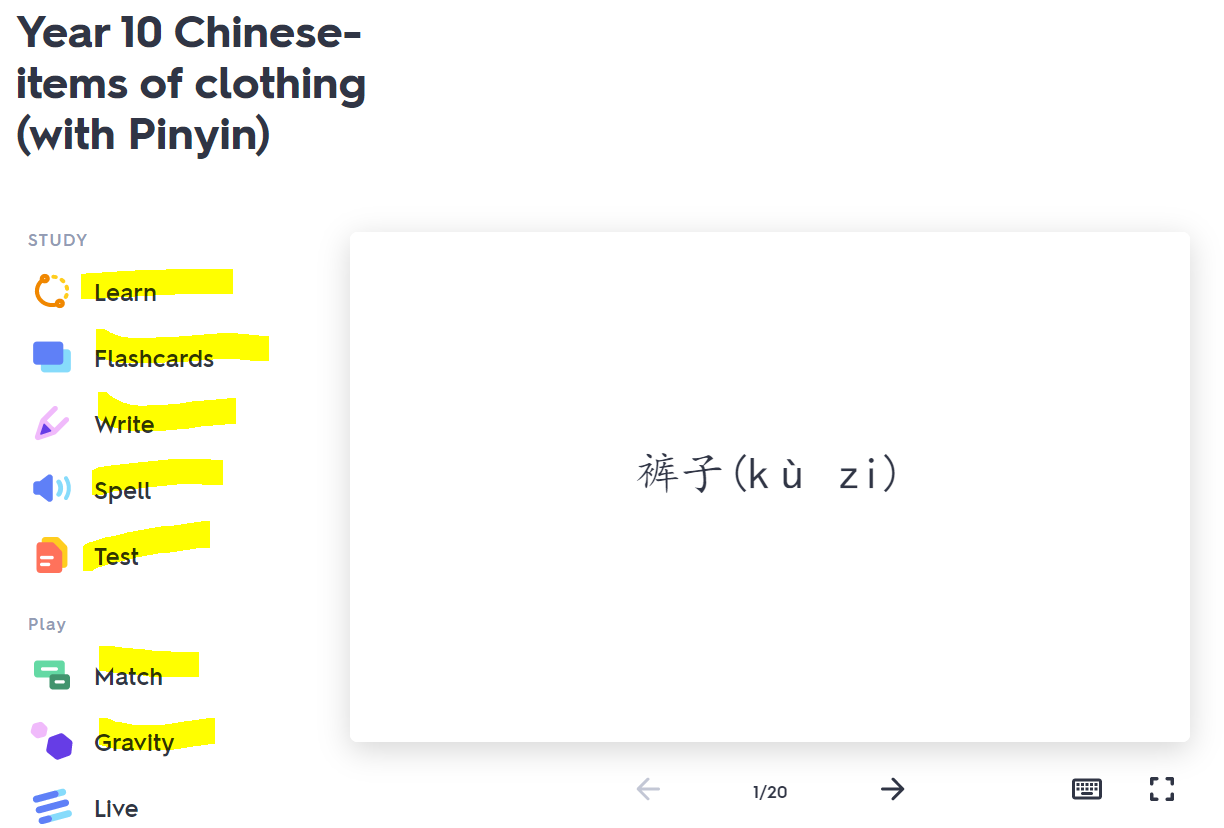 Year 10 Chinese-
items of clothing
(with Pinyin)
STUDY
Learn
Flashcards
Write
Spell
Test
Play
Match
Gravity
Live
裤子(kù zi)
1/20